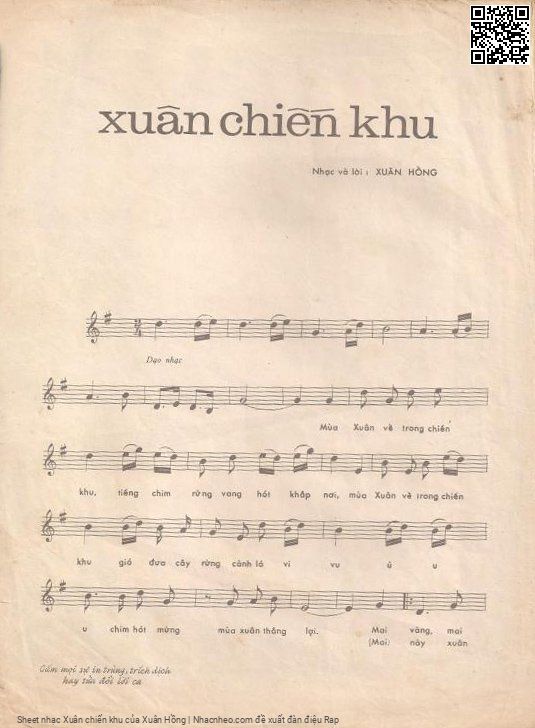 xuân chiến khu
Nhạc và lời : XUÂN HỒNG
2
4
Dạo nhạc
Mùa Xuân về trong chiến
khu, tiếng chim rừng vang hót khắp nơi, mùa Xuân về trong chiến
khu gió đưa cây rừng cành lá vi vu ù u
u chim hót mừng mùa xuân thắng lợi. Mai vàng, mai
(Mai) này xuân
Cấm mọi sự in trùng, trích dịch
hay sửa đổi lời ca
Sheet nhạc Xuân chiến khu của Xuân Hồng | Nhacnheo.com đề xuất đàn điệu Rap